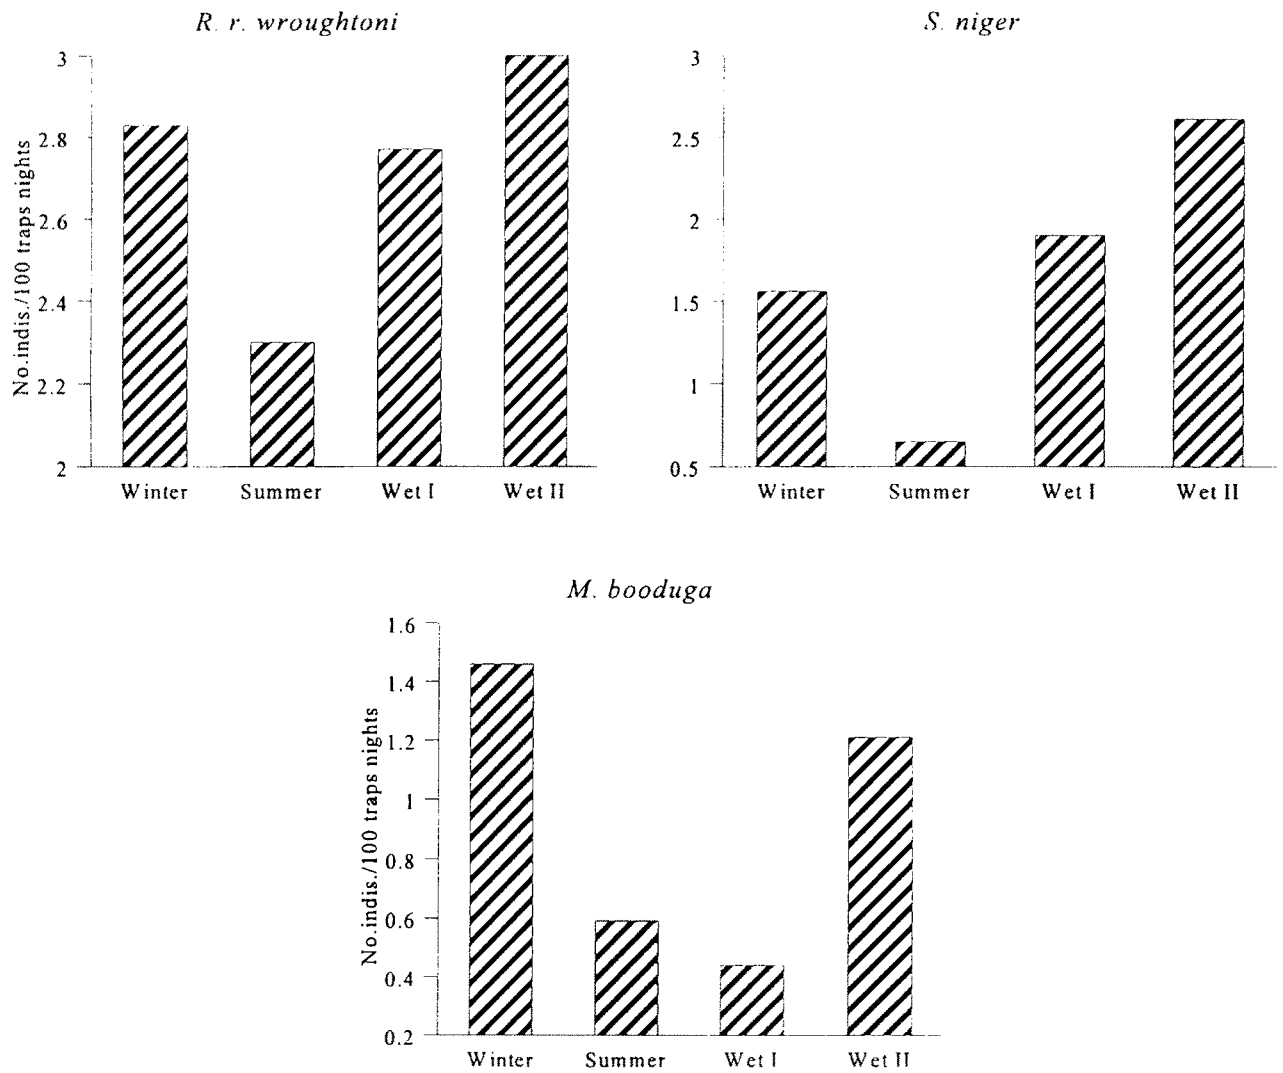 R. r. wroughtoni
No.indis./100 traps nights
3
2.8
2.6
2.4
2.2
2
Winter Summer Wet I Wet II
S. niger
3
2.5
2
1.5
1
0.5
Winter Summer Wet I Wet II
M. booduga
No.indis./100 traps nights
1.6
1.4
1.2
1
0.8
0.6
0.4
0.2
Winter Summer Wet I Wet II